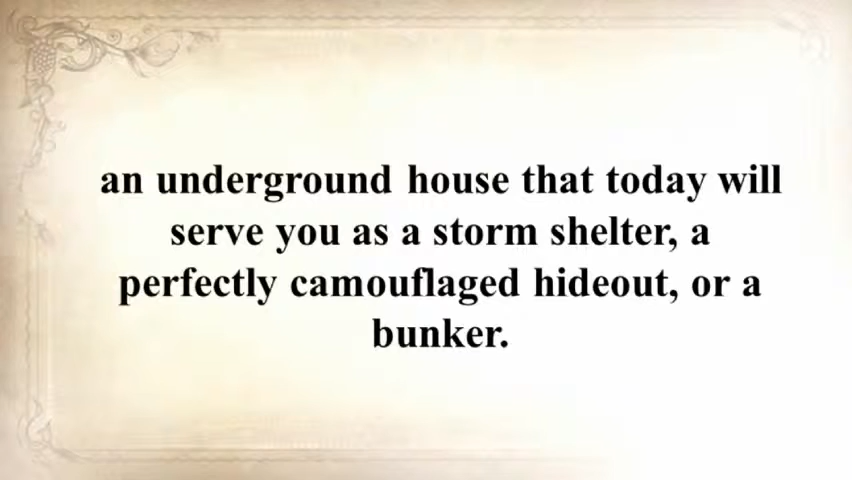 an underground house that today will
serve you as a storm shelter, a
perfectly camouflaged hideout, or a
bunker.